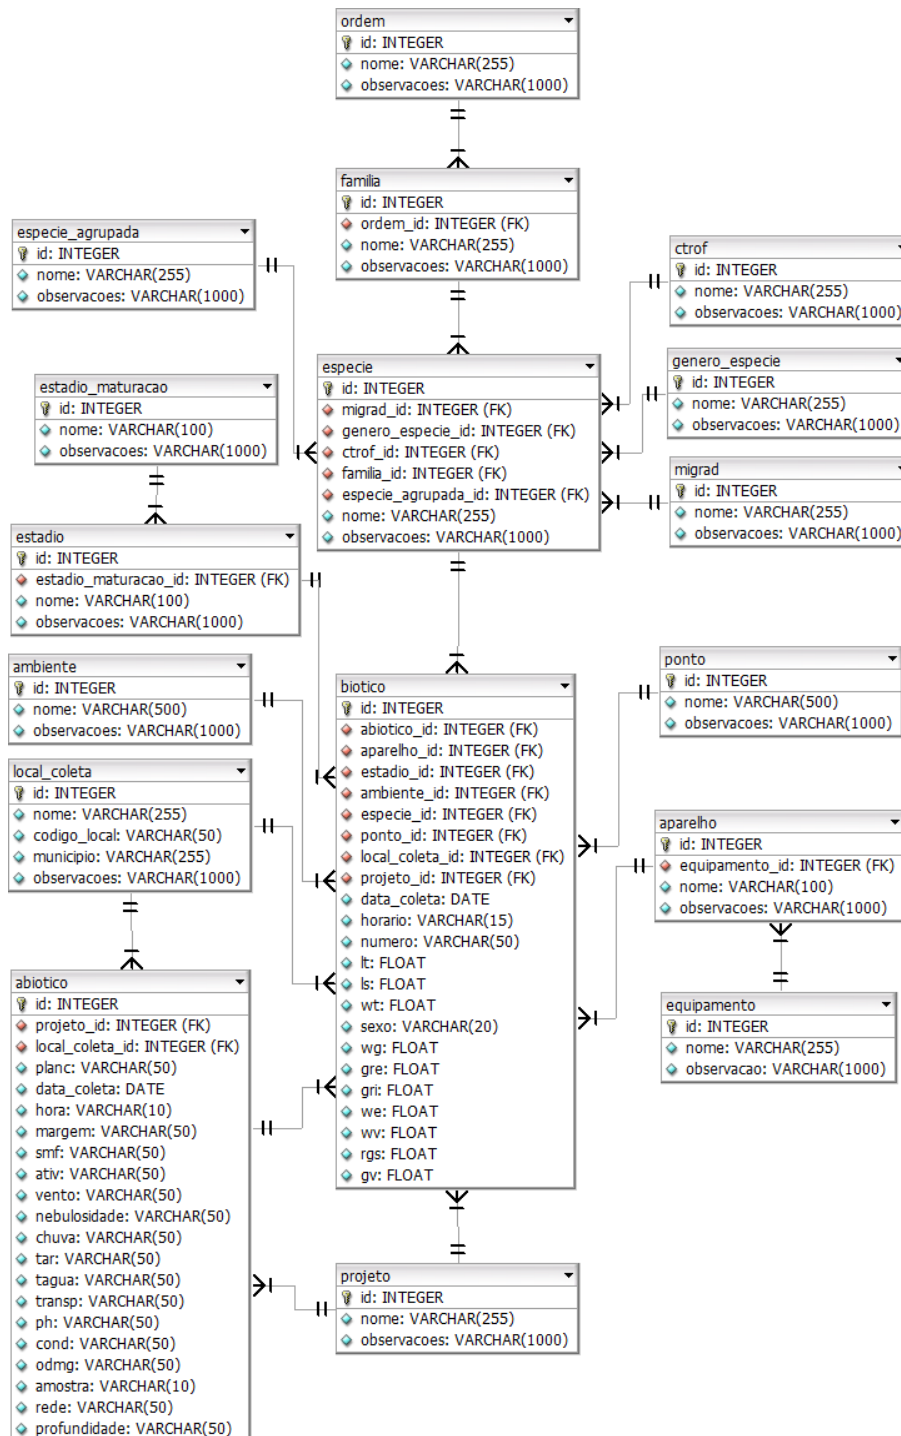 ordem
id: INTEGER
nome: VARCHAR(255)
observacoes: VARCHAR(1000)
familia
id: INTEGER
ordem_id: INTEGER (FK)
nome: VARCHAR(255)
observacoes: VARCHAR(1000)
especie_agrupada
id: INTEGER
nome: VARCHAR(255)
observacoes: VARCHAR(1000)
ctrof
id: INTEGER
nome: VARCHAR(255)
observacoes: VARCHAR(1000)
genero_especie
id: INTEGER
nome: VARCHAR(255)
observacoes: VARCHAR(1000)
especie
id: INTEGER
migrad_id: INTEGER (FK)
genero_especie_id: INTEGER (FK)
ctrof_id: INTEGER (FK)
familia_id: INTEGER (FK)
especie_agrupada_id: INTEGER (FK)
nome: VARCHAR(255)
observacoes: VARCHAR(1000)
estadio_maturacao
id: INTEGER
nome: VARCHAR(100)
observacoes: VARCHAR(1000)
migrad
id: INTEGER
nome: VARCHAR(255)
observacoes: VARCHAR(1000)
estadio
id: INTEGER
estadio_maturacao_id: INTEGER (FK)
nome: VARCHAR(100)
observacoes: VARCHAR(1000)
ambiente
id: INTEGER
nome: VARCHAR(500)
observacoes: VARCHAR(1000)
ponto
id: INTEGER
nome: VARCHAR(500)
observacoes: VARCHAR(1000)
biotico
id: INTEGER
abiotico_id: INTEGER (FK)
aparelho_id: INTEGER (FK)
estadio_id: INTEGER (FK)
ambiente_id: INTEGER (FK)
especie_id: INTEGER (FK)
ponto_id: INTEGER (FK)
local_coleta_id: INTEGER (FK)
projeto_id: INTEGER (FK)
data_coleta: DATE
horario: VARCHAR(15)
numero: VARCHAR(50)
lt: FLOAT
ls: FLOAT
wt: FLOAT
sexo: VARCHAR(20)
wg: FLOAT
gre: FLOAT
gri: FLOAT
we: FLOAT
wv: FLOAT
rgs: FLOAT
gv: FLOAT
local_coleta
id: INTEGER
nome: VARCHAR(255)
codigo_local: VARCHAR(50)
municipio: VARCHAR(255)
observacoes: VARCHAR(1000)
aparelho
id: INTEGER
equipamento_id: INTEGER (FK)
nome: VARCHAR(100)
observacoes: VARCHAR(1000)
equipamento
id: INTEGER
nome: VARCHAR(255)
observacao: VARCHAR(1000)
abiotico
id: INTEGER
projeto_id: INTEGER (FK)
local_coleta_id: INTEGER (FK)
planc: VARCHAR(50)
data_coleta: DATE
hora: VARCHAR(10)
margem: VARCHAR(50)
smf: VARCHAR(50)
ativ: VARCHAR(50)
vento: VARCHAR(50)
nebulosidade: VARCHAR(50)
chuva: VARCHAR(50)
tar: VARCHAR(50)
tagua: VARCHAR(50)
transp: VARCHAR(50)
ph: VARCHAR(50)
cond: VARCHAR(50)
odmg: VARCHAR(50)
amostra: VARCHAR(10)
rede: VARCHAR(50)
profundidade: VARCHAR(50)
projeto
id: INTEGER
nome: VARCHAR(255)
observacoes: VARCHAR(1000)